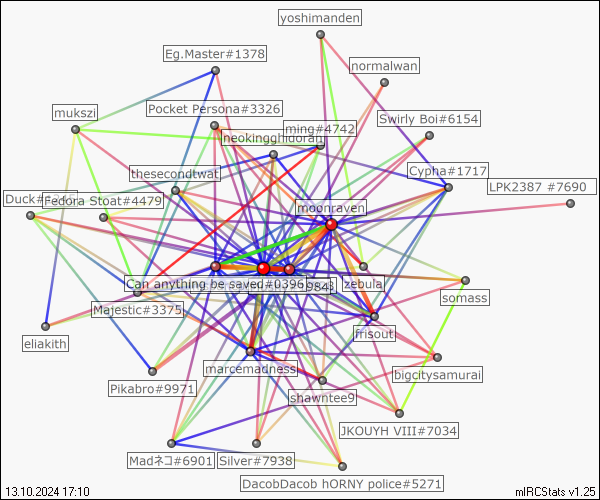 yoshimanden
Eg.Master#1378
normalwan
mukszi
Pocket Persona#3326
Swirly Boi#6154
ming#4742
heokingghdoran
thesecondtwat
Cypha#1717
LPK2387 #7690
Duck
Fedora Stoat#4479
moonraven
Can anything be saved#0396
zebula
somass
Majestic#3375
frisout
eliakith
marcemadness
bigcitysamurai
Pikabro#9971
shawntee9
JKOUYH VIII#7034
Madネコ#6901
Silver#7938
DacobDacob hORNY police#5271
13.10.2024 17:10
mIRCStats v1.25